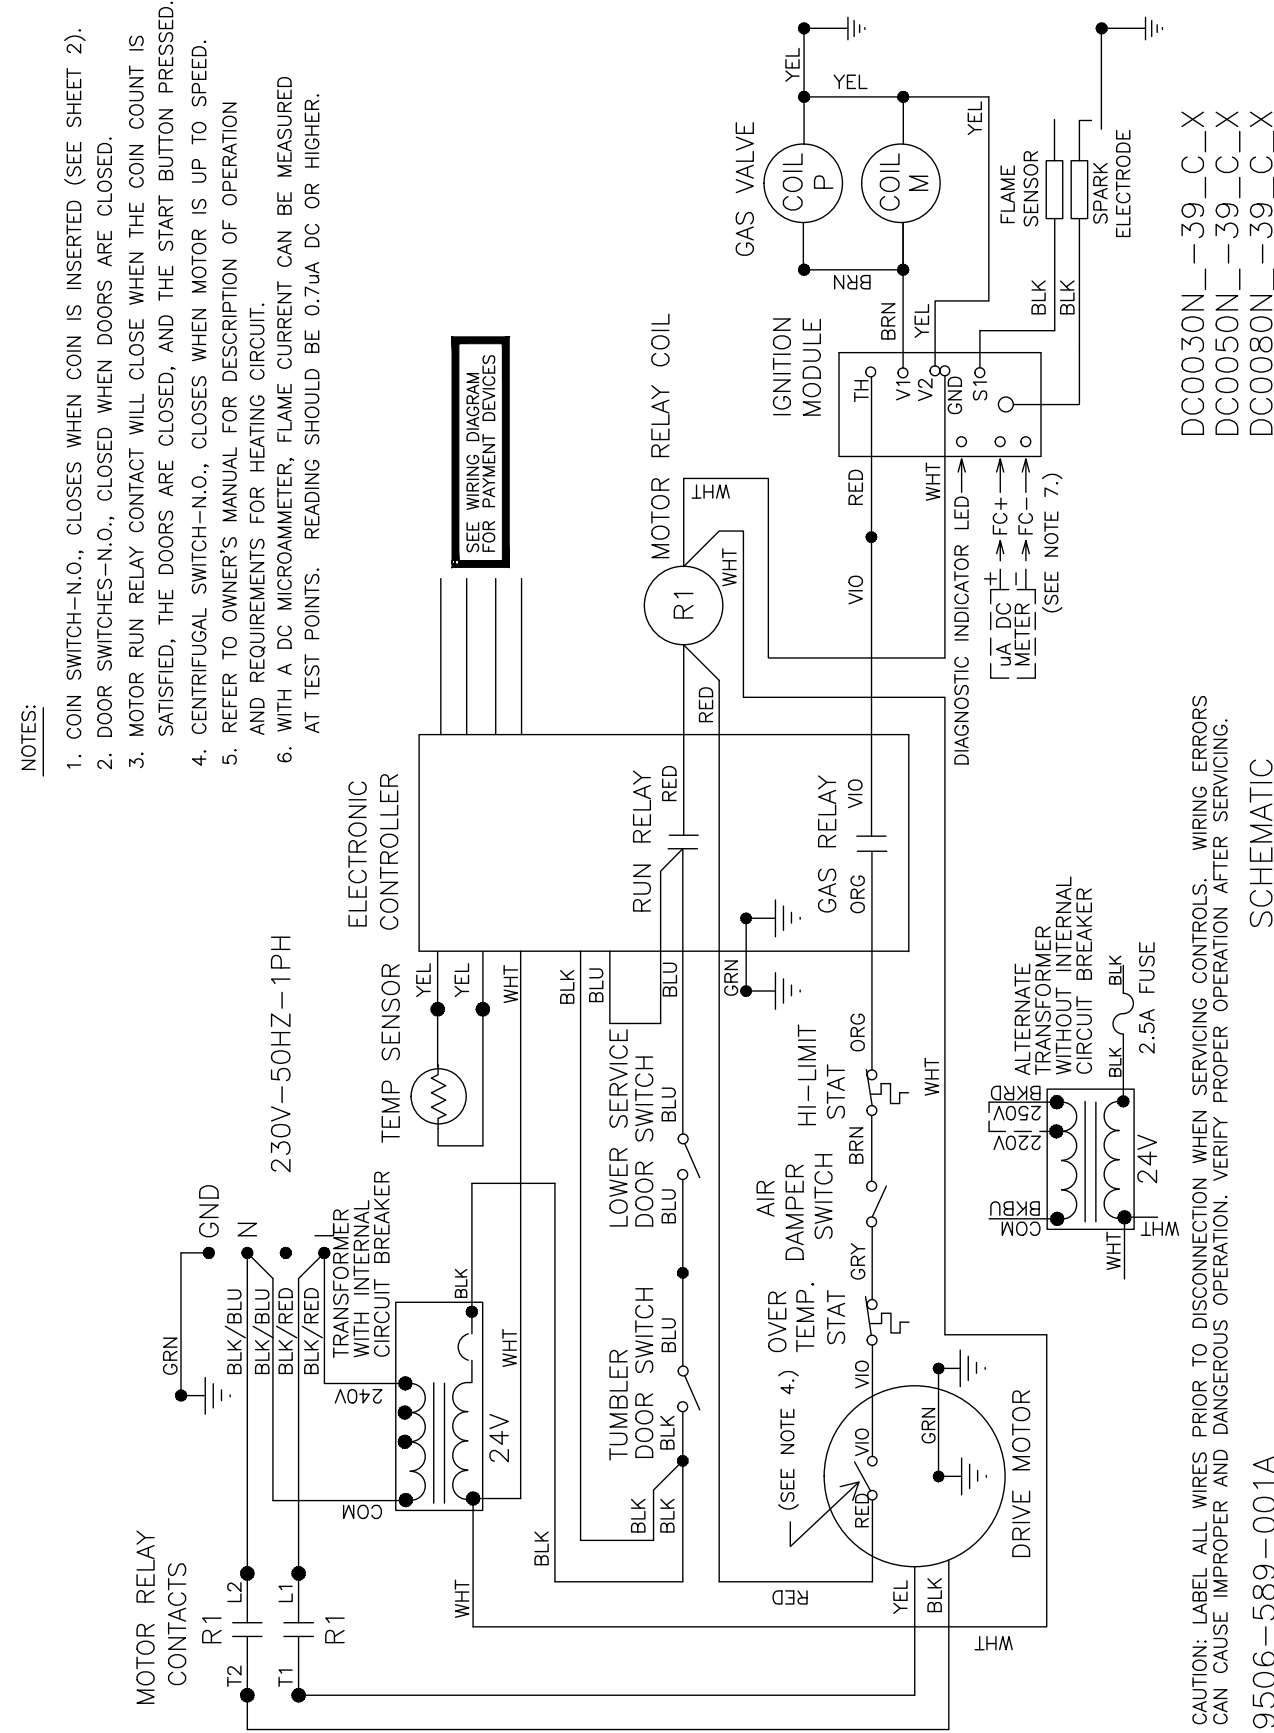 NOTES:
1. COIN SWITCH-N.O., CLOSES WHEN COIN IS INSERTED (SEE SHEET 2).
2. DOOR SWITCHES-N.O., CLOSED WHEN DOORS ARE CLOSED.
3. MOTOR RUN RELAY CONTACT WILL CLOSE WHEN THE COIN COUNT IS
SATISFIED, THE DOORS ARE CLOSED, AND THE START BUTTON PRESSED.
4. CENTRIFUGAL SWITCH-N.O., CLOSES WHEN MOTOR IS UP TO SPEED.
5. REFER TO OWNER'S MANUAL FOR DESCRIPTION OF OPERATION
AND REQUIREMENTS FOR HEATING CIRCUIT.
6. WITH A DC MICROAMMETER, FLAME CURRENT CAN BE MEASURED
AT TEST POINTS. READING SHOULD BE 0.7uA DC OR HIGHER.
MOTOR RELAY
CONTACTS
R1
T2
L2
T1
L1
R1
GRN
GND
BLK/BLU
N
BLK/BLU
BLK/RED
BLK/RED
L
230V-50HZ-1PH
TRANSFORMER
WITH INTERNAL
CIRCUIT BREAKER
COM
240V
24V
BLK
WHT
WHT
BLK
TEMP SENSOR
YEL
YEL
WHT
BLK
BLU
ELECTRONIC
CONTROLLER
SEE WIRING DIAGRAM
FOR PAYMENT DEVICES
TUMBLER
DOOR SWITCH
BLK
BLK
BLK
BLU
LOWER SERVICE
DOOR SWITCH
BLU
BLU
BLU
RUN RELAY
RED
RED
MOTOR RELAY COIL
R1
WHT
WHT
GRN
GAS RELAY
ORG
VIO
VIO
RED
OVER
TEMP.
STAT
AIR
DAMPER
SWITCH
HI-LIMIT
STAT
(SEE NOTE 4.)
RED
VIO
VIO
GRY
BRN
ORG
GRN
DRIVE MOTOR
RED
YEL
BLK
WHT
WHT
IGNITION
MODULE
TH
V1
V2
GND
S1
WHT
BRN
YEL
BLK
BLK
GAS VALVE
COIL
P
COIL
M
BRN
YEL
YEL
YEL
FLAME
SENSOR
SPARK
ELECTRODE
DIAGNOSTIC INDICATOR LED
uA DC
METER
+
-
FC+
FC-
(SEE NOTE 7.)
ALTERNATE
TRANSFORMER
WITHOUT INTERNAL
CIRCUIT BREAKER
COM
BKBU
220V
250V
BKRD
24V
WHT
WHT
BLK
BLK
2.5A FUSE
DC0030N_-39_C_X
DC0050N_-39_C_X
DC0080N_-39_C_X
CAUTION: LABEL ALL WIRES PRIOR TO DISCONNECTION WHEN SERVICING CONTROLS. WIRING ERRORS
CAN CAUSE IMPROPER AND DANGEROUS OPERATION. VERIFY PROPER OPERATION AFTER SERVICING.
9506-589-001A
SCHEMATIC